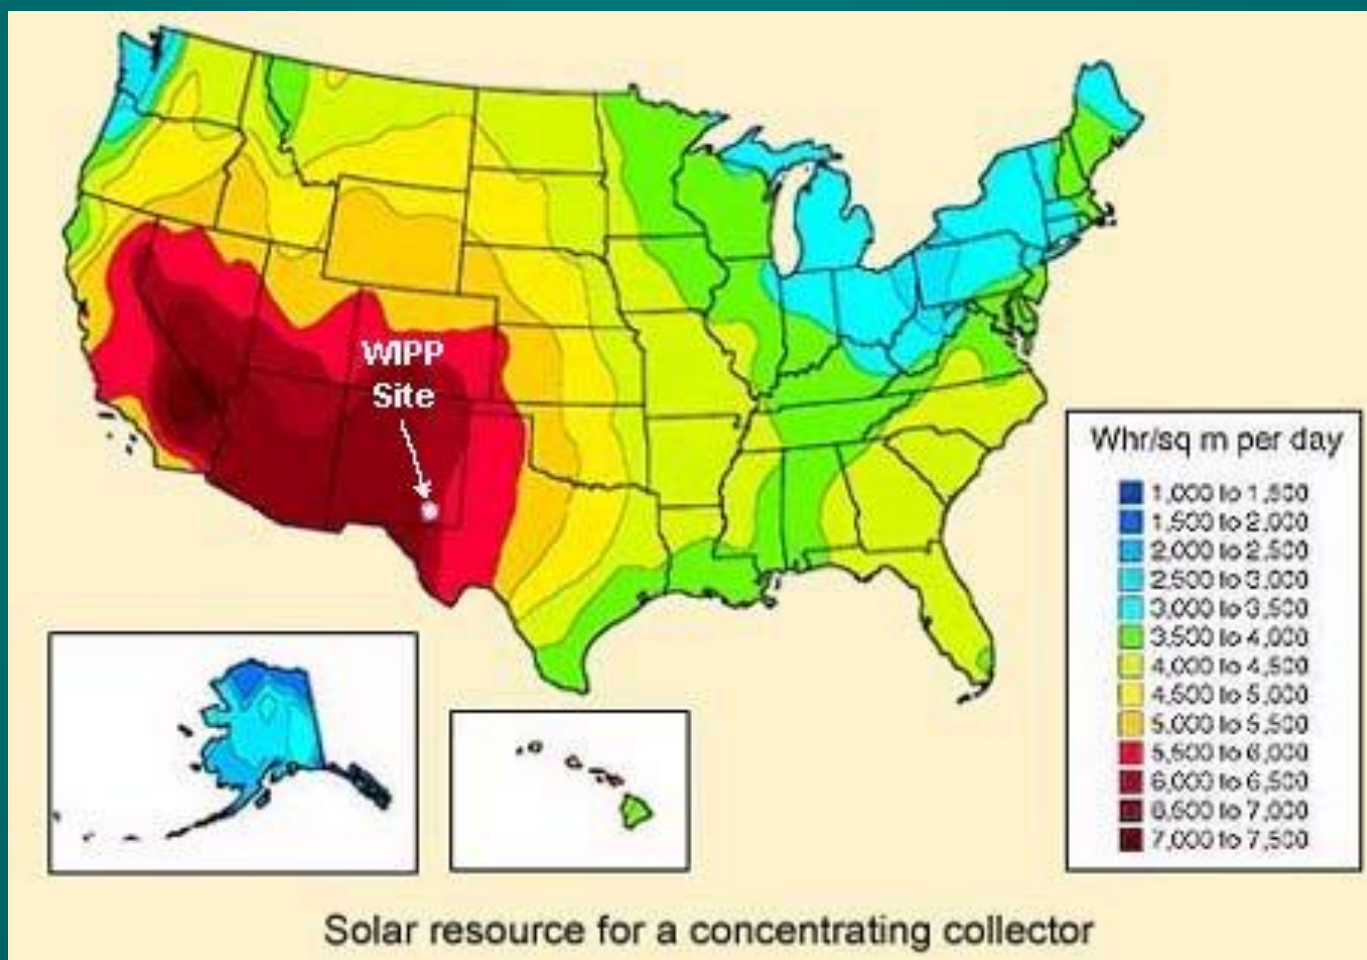 WIPP
Site
Whr/sq m per day
1,000 to 1,500
1,500 to 2,000
2,000 to 2,500
2,500 to 3,000
3,000 to 3,500
3,500 to 4,000
4,000 to 4,500
4,500 to 5,000
5,000 to 5,500
5,500 to 6,000
6,000 to 6,500
6,500 to 7,000
7,000 to 7,500
Solar resource for a concentrating collector